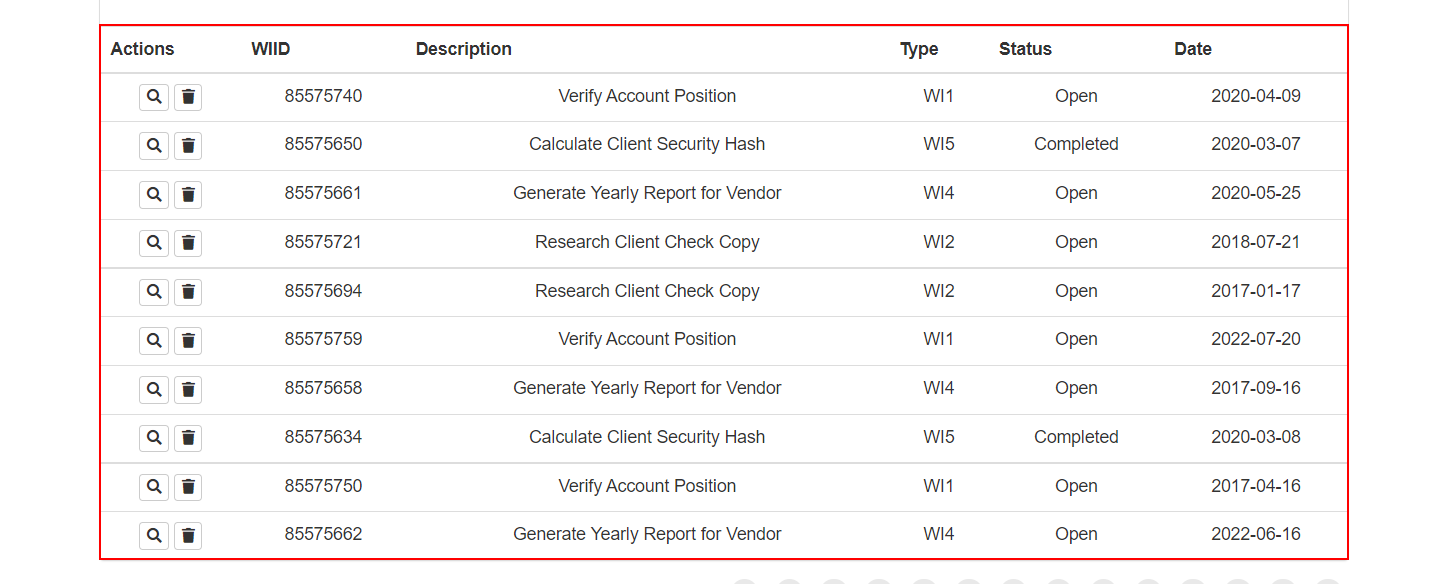 Actions WIID Description Type Status Date
85575740 Verify Account Position WI1 Open 2020-04-09
85575650 Calculate Client Security Hash WI5 Completed 2020-03-07
85575661 Generate Yearly Report for Vendor WI4 Open 2020-05-25
85575721 Research Client Check Copy WI2 Open 2018-07-21
85575694 Research Client Check Copy WI2 Open 2017-01-17
85575759 Verify Account Position WI1 Open 2022-07-20
85575658 Generate Yearly Report for Vendor WI4 Open 2017-09-16
85575634 Calculate Client Security Hash WI5 Completed 2020-03-08
85575750 Verify Account Position WI1 Open 2017-04-16
85575662 Generate Yearly Report for Vendor WI4 Open 2022-06-16